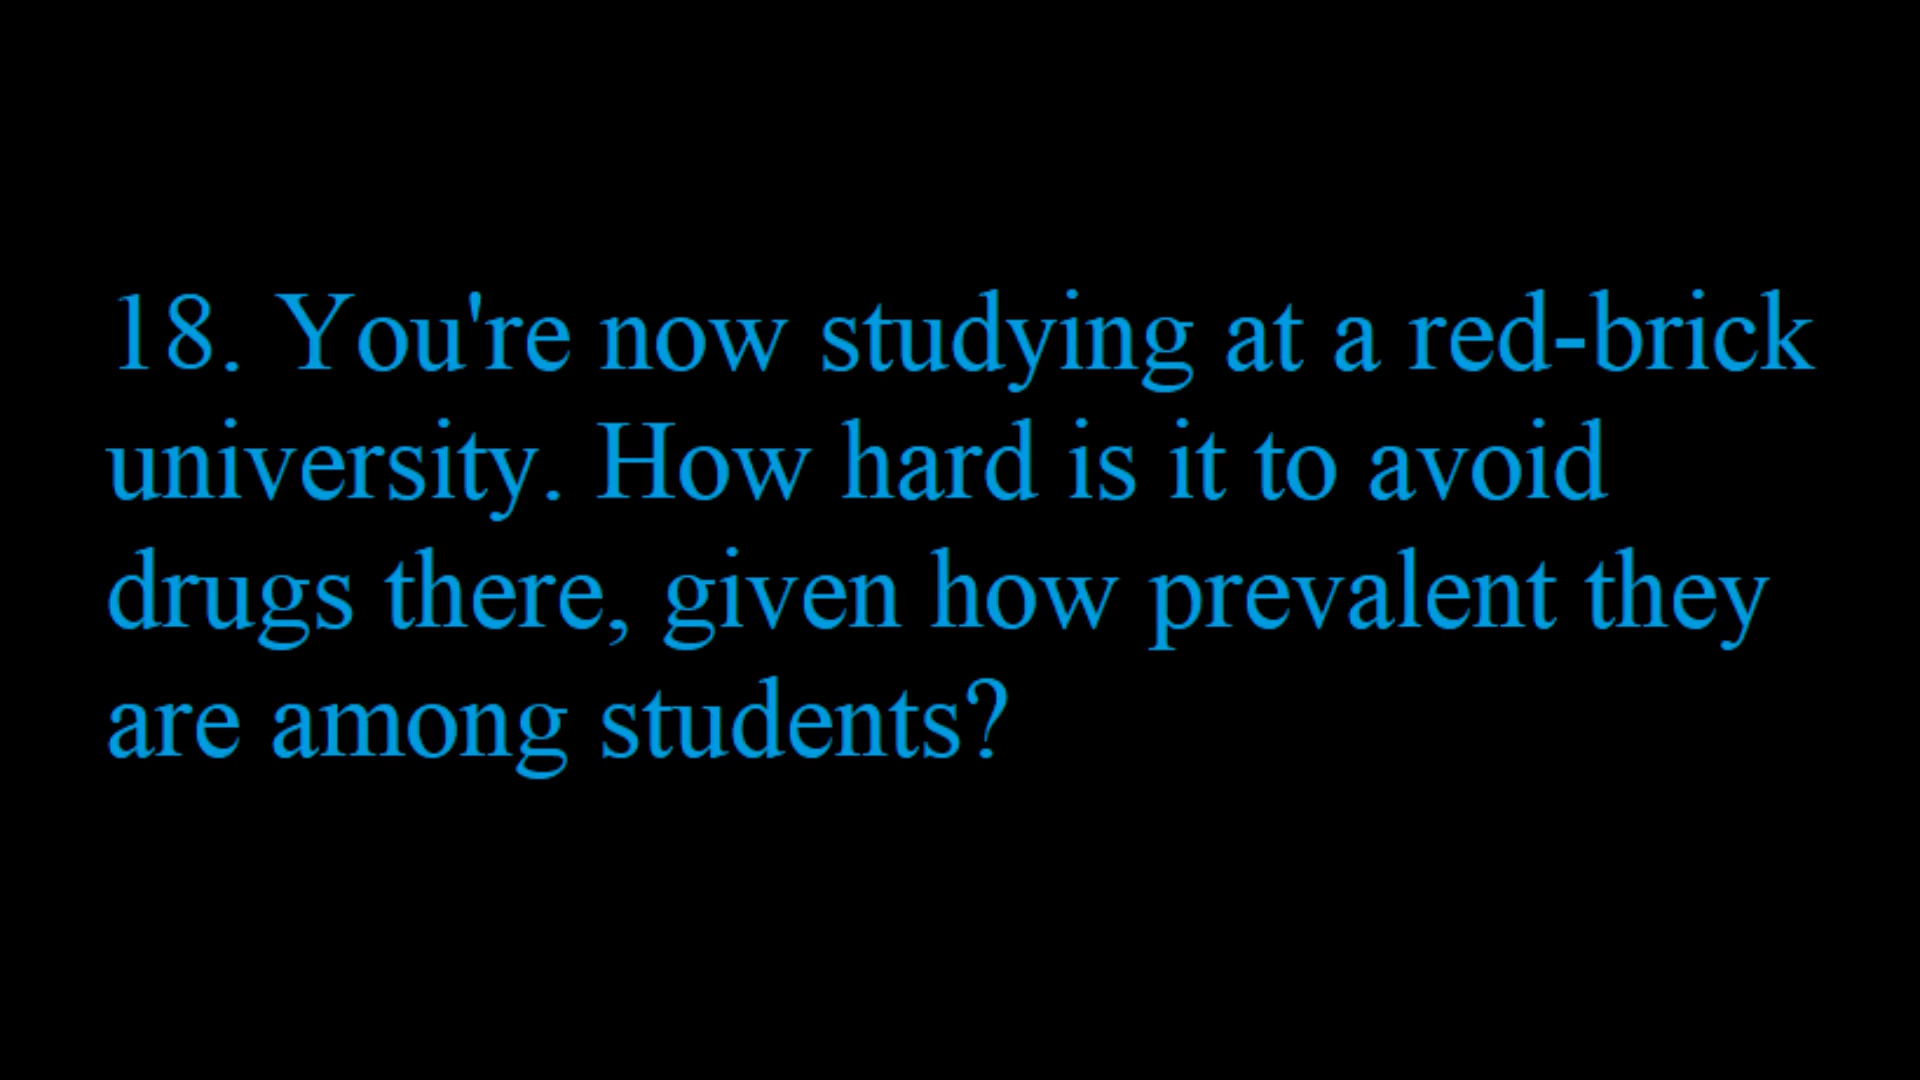 18. You're now studying at a red-brick
university. How hard is it to avoid
drugs there, given how prevalent they
are among students?